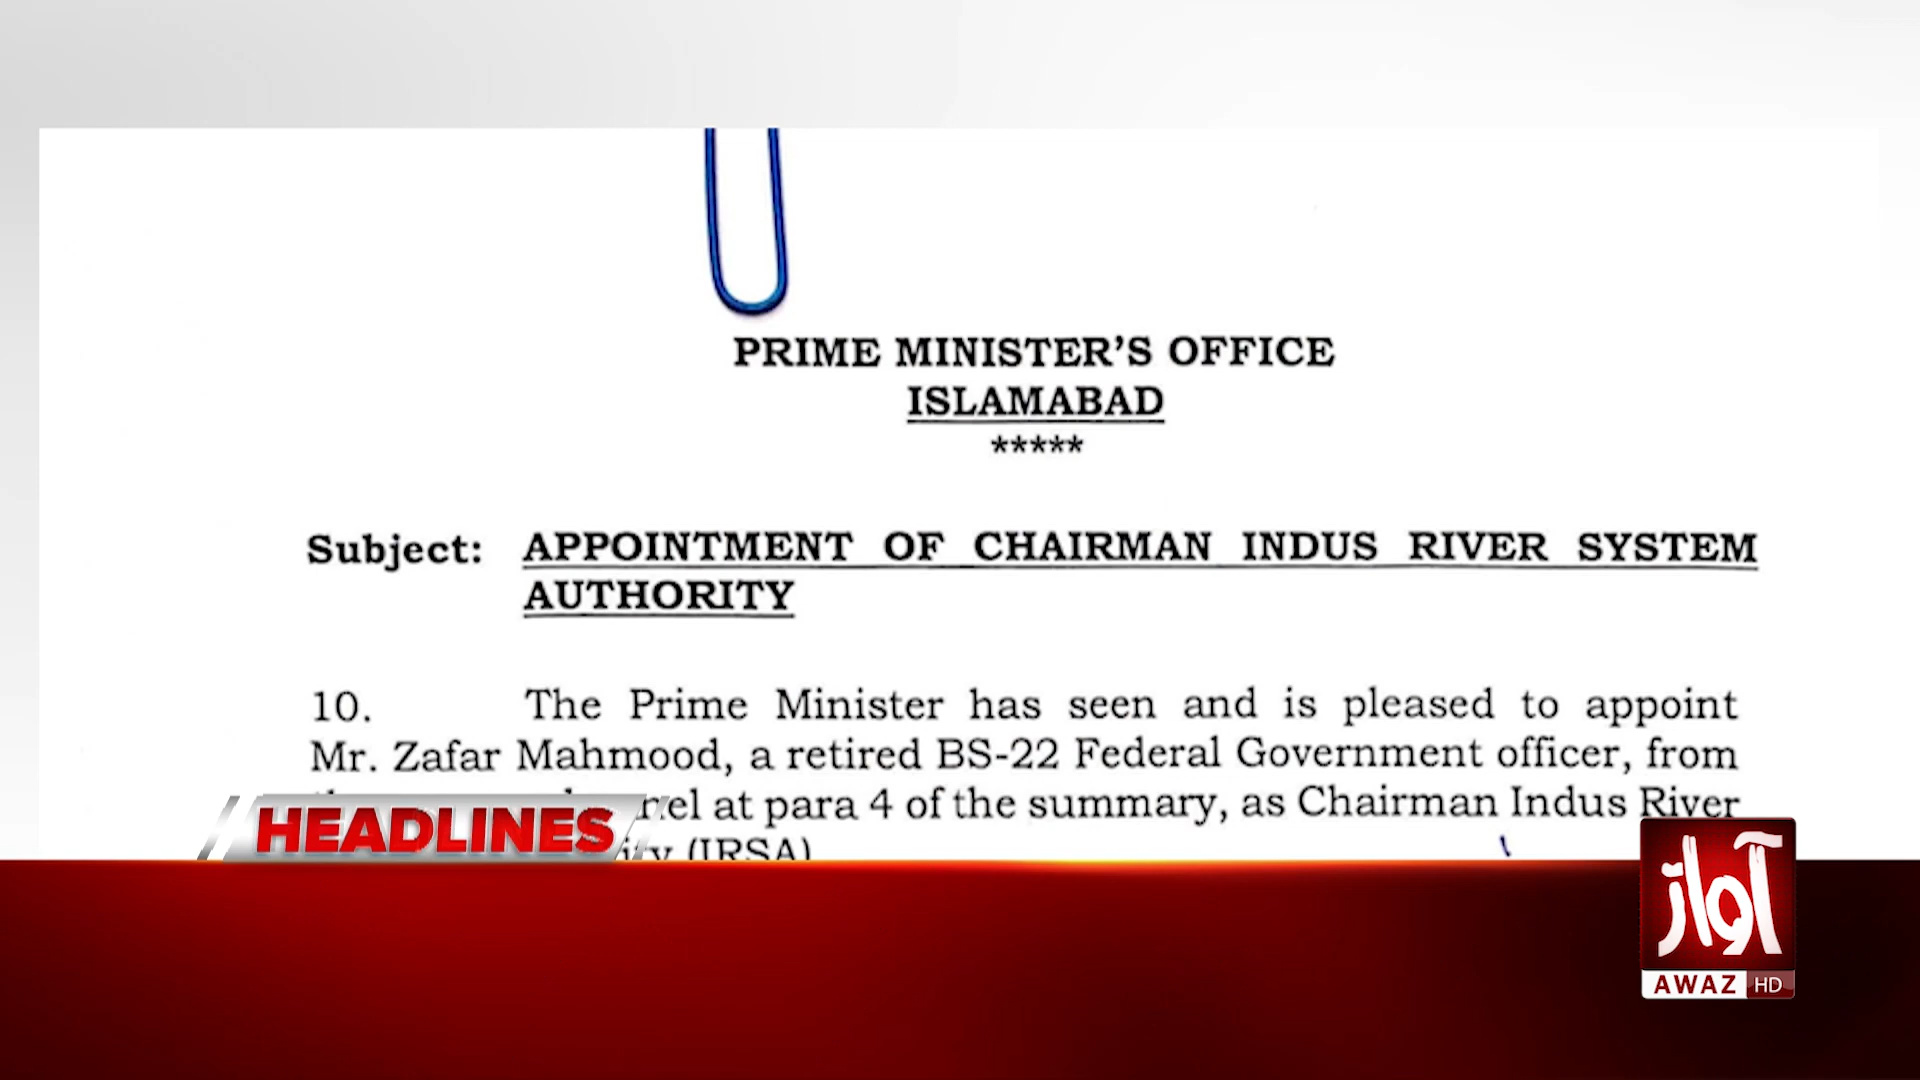 PRIME MINISTER'S OFFICE
ISLAMABAD
*****
Subject: APPOINTMENT OF CHAIRMAN INDUS RIVER SYSTEM
AUTHORITY
10. The Prime Minister has seen and is pleased to appoint
Mr. Zafar Mahmood, a retired BS-22 Federal Government officer, from
at para 4 of the summary, as Chairman Indus River
(IRSA)
HEADLINES
آواز
AWAZ HD